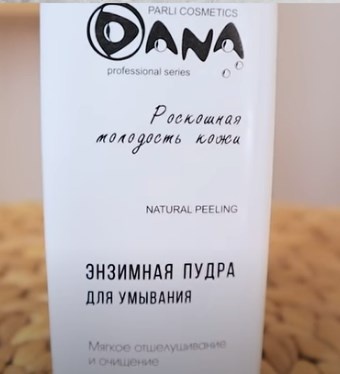 PARLI COSMETICS
DANA
professional series
Роскошная
молодость кожи
NATURAL PEELING
ЭНЗИМНАЯ ПУДРА
ДЛЯ УМЫВАНИЯ
Мягкое отшелушивание
и очищение